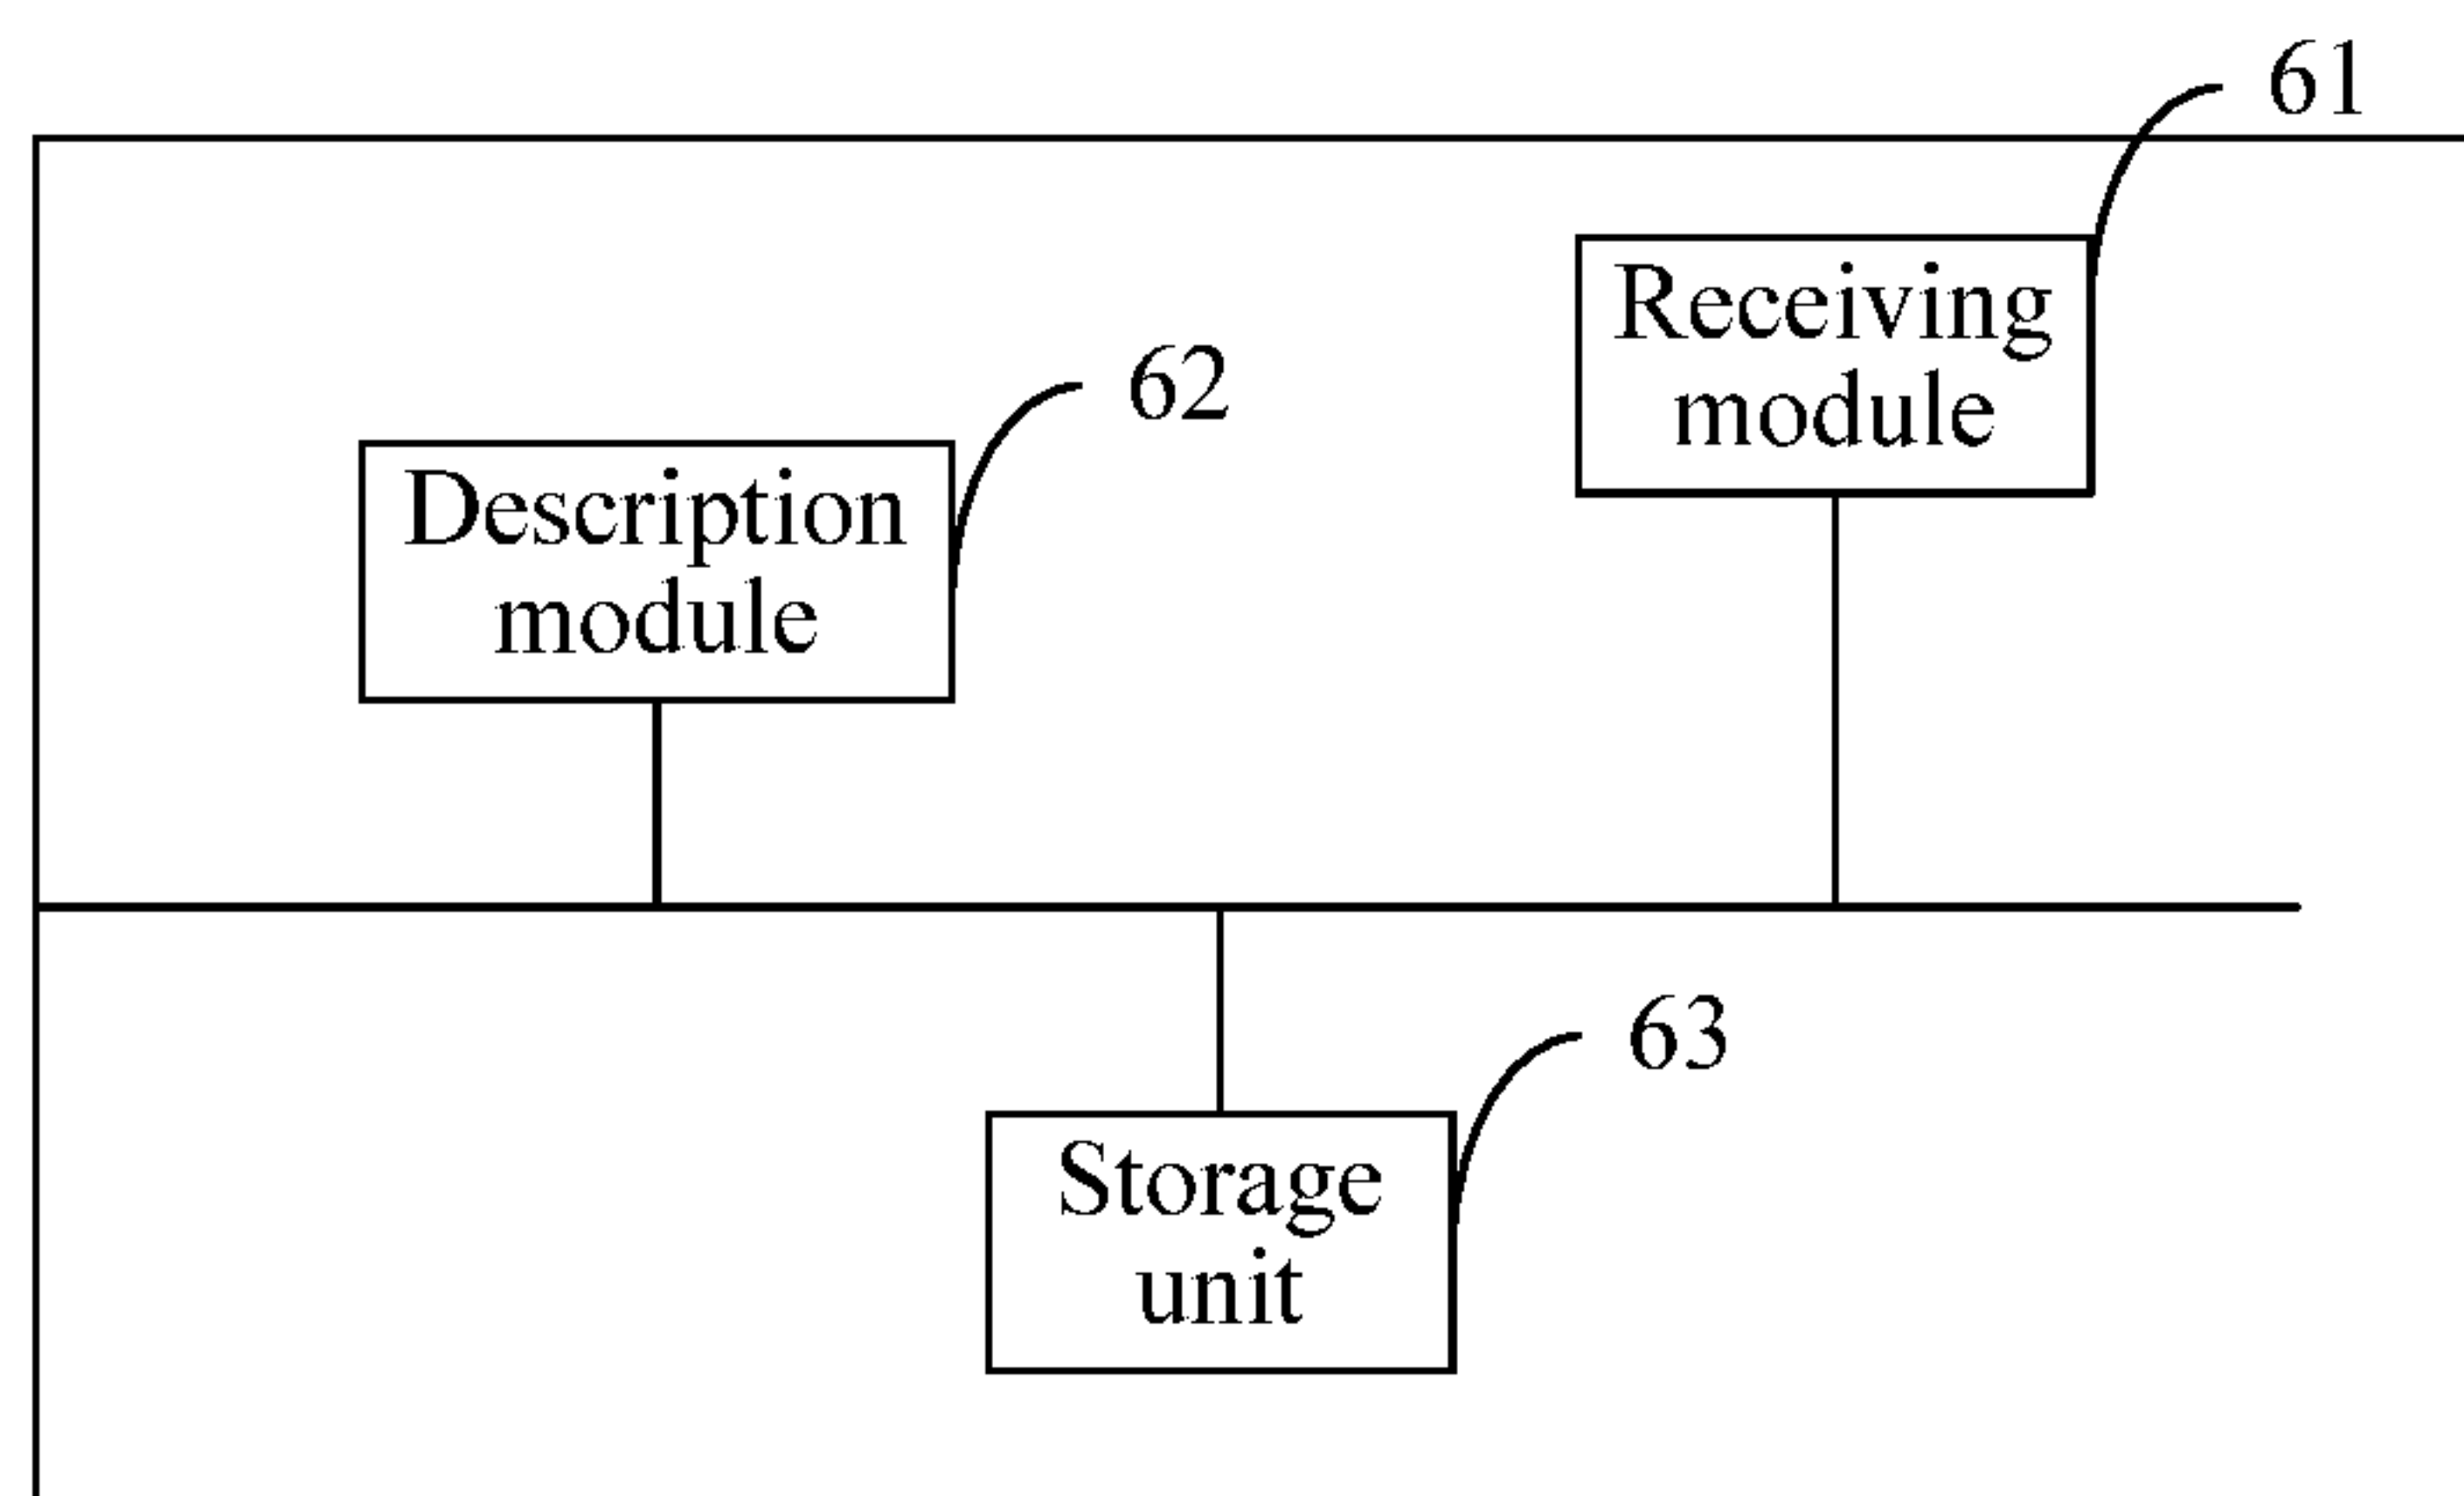 61
Receiving
module
62
Description
module
63
Storage
unit